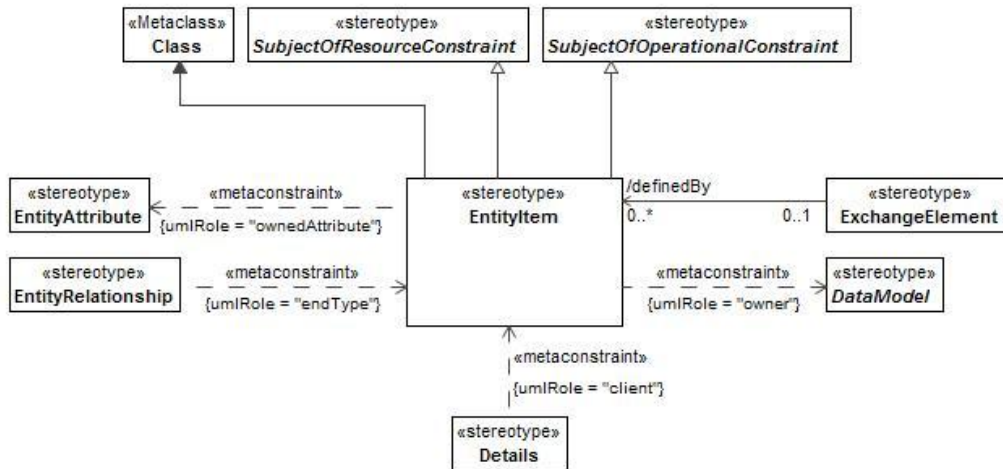 «Metaclass»
Class
«stereotype»
SubjectOfResourceConstraint
«stereotype»
SubjectOfOperationalConstraint
«stereotype»
EntityAttribute
«metaconstraint»
{umlRole = "ownedAttribute"}
«stereotype»
EntityRelationship
«metaconstraint»
{umlRole = "endType"}
«stereotype»
EntityItem
/definedBy
0..*
0..1
«stereotype»
ExchangeElement
«metaconstraint»
{umlRole = "owner"}
«stereotype»
DataModel
«metaconstraint»
{umlRole = "client"}
«stereotype»
Details